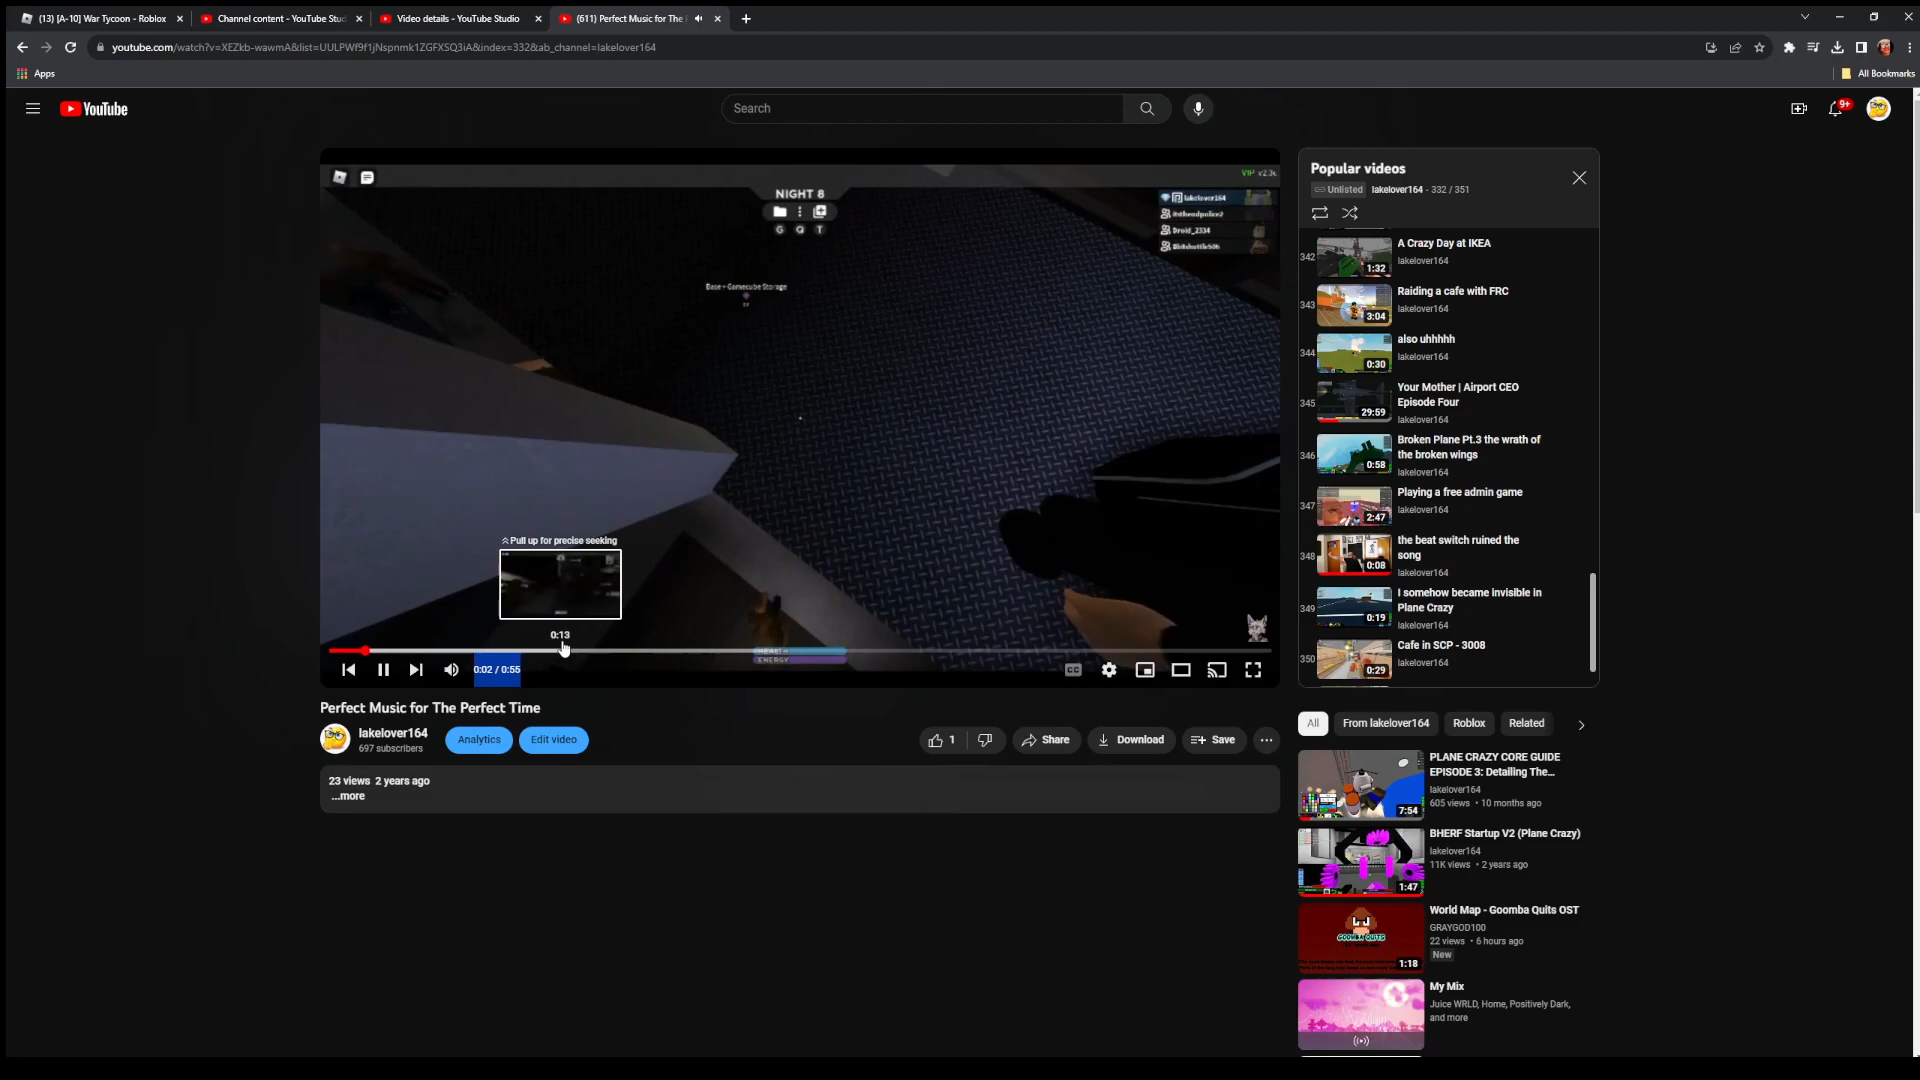 (13) [A-10] War Tycoon - Roblox
Channel content - YouTube Stud
Video details - YouTube Studio
(611) Perfect Music for The P
youtube.com/watch?v=XEZkb-wawmA&list=UULPWf9f1jNspnmk1ZGFXSQ3iA&index=332&ab_channel=lakelover164
Apps
All Bookmarks
YouTube
Search
9+
VIP v2.3c
NIGHT 8
G Q T
lakelover164
Droid_2334
Base - Gamecube Storage
Pull up for precise seeking
0:13
HEALTH
ENERGY
0:02 / 0:55
CC
Perfect Music for The Perfect Time
lakelover164
697 subscribers
Analytics
Edit video
1
Share
Download
Save
23 views 2 years ago
...more
Popular videos
Unlisted lakelover164 - 332 / 351
342
1:32
A Crazy Day at IKEA
lakelover164
343
3:04
Raiding a cafe with FRC
lakelover164
344
0:30
also uhhhhh
lakelover164
345
29:59
Your Mother | Airport CEO
Episode Four
lakelover164
346
0:58
Broken Plane Pt.3 the wrath of
the broken wings
lakelover164
347
2:47
Playing a free admin game
lakelover164
348
0:08
the beat switch ruined the
song
lakelover164
349
0:19
I somehow became invisible in
Plane Crazy
lakelover164
350
0:29
Cafe in SCP - 3008
lakelover164
All
From lakelover164
Roblox
Related
7:54
PLANE CRAZY CORE GUIDE
EPISODE 3: Detailing The...
lakelover164
605 views • 10 months ago
1:47
BHERF Startup V2 (Plane Crazy)
lakelover164
11K views • 2 years ago
GOOMBA QUITS
1:18
World Map - Goomba Quits OST
GRAYGOD100
22 views • 6 hours ago
New
My Mix
Juice WRLD, Home, Positively Dark,
and more